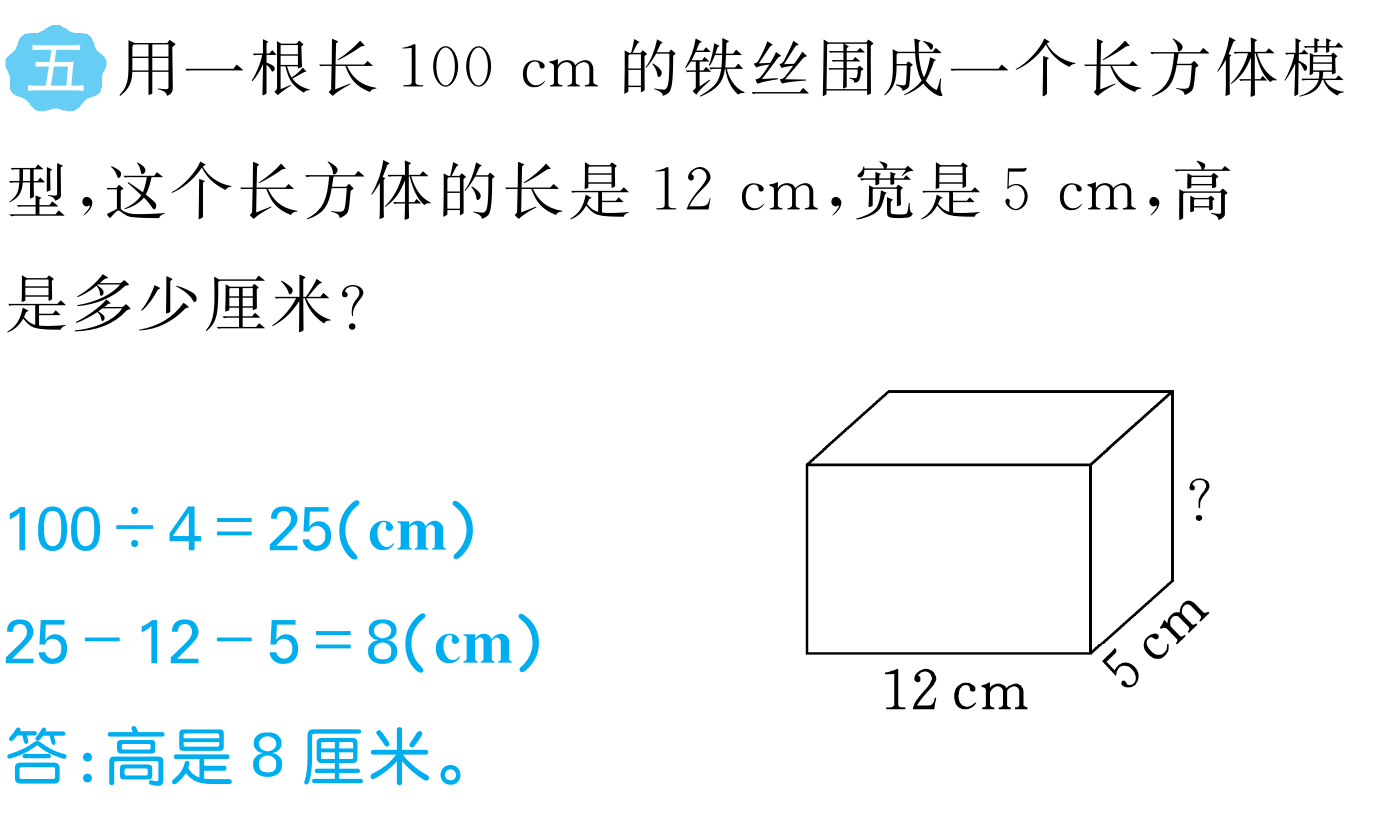 五 用一根长 100 cm 的铁丝围成一个长方体模
型,这个长方体的长是 12 cm,宽是 5 cm,高
是多少厘米?
100÷4=25(cm)
25-12-5=8(cm)
答:高是 8 厘米。
?
5 cm
12 cm